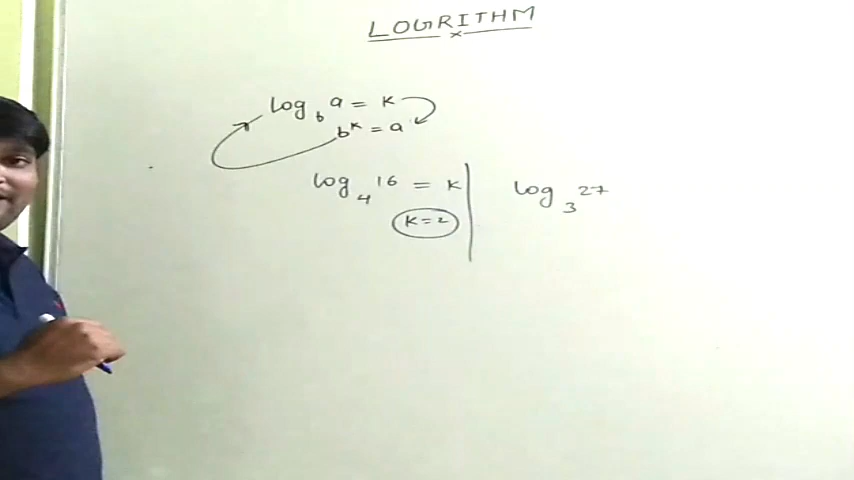 LOGRITHM
log_b a = k
b^k = a
log_4 16 = k
k = 2
log_3 27